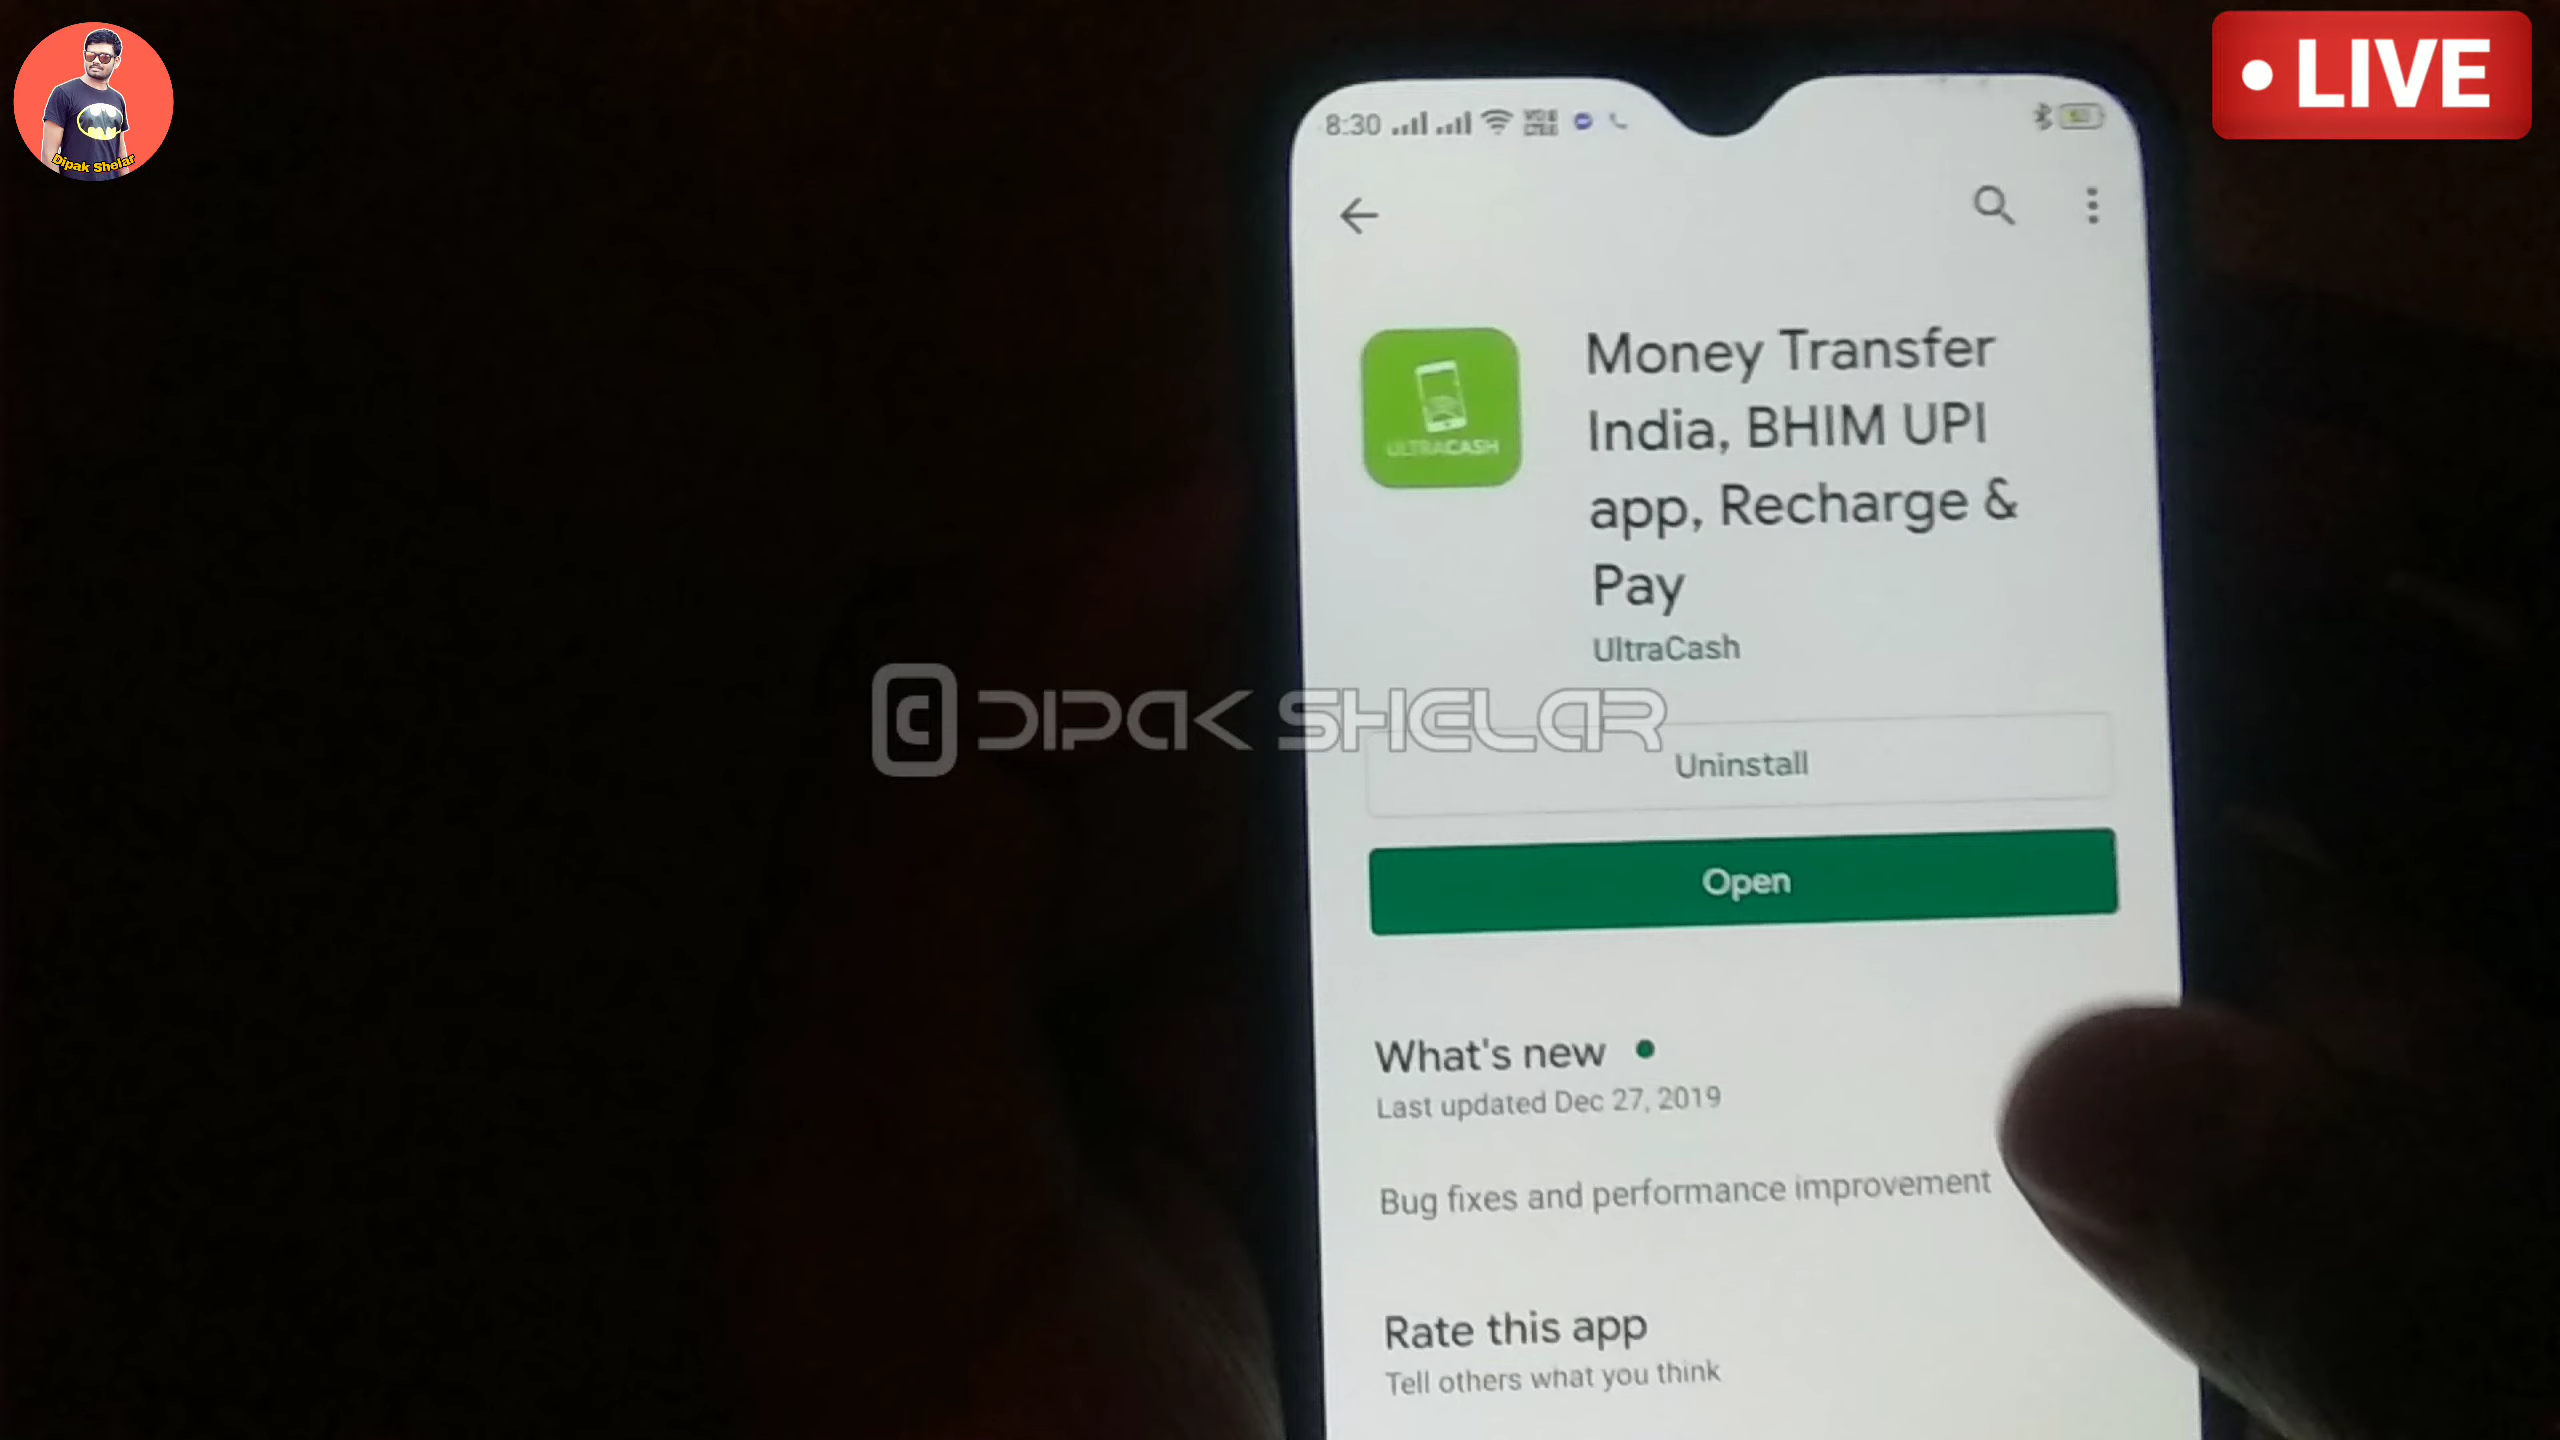 Dipak Shelar
LIVE
8:30
VoLTE
Money Transfer
India, BHIM UPI
app, Recharge &
Pay
ULTRACASH
UltraCash
DIPAK SHELAR
Uninstall
Open
What's new
Last updated Dec 27, 2019
Bug fixes and performance improvement
Rate this app
Tell others what you think